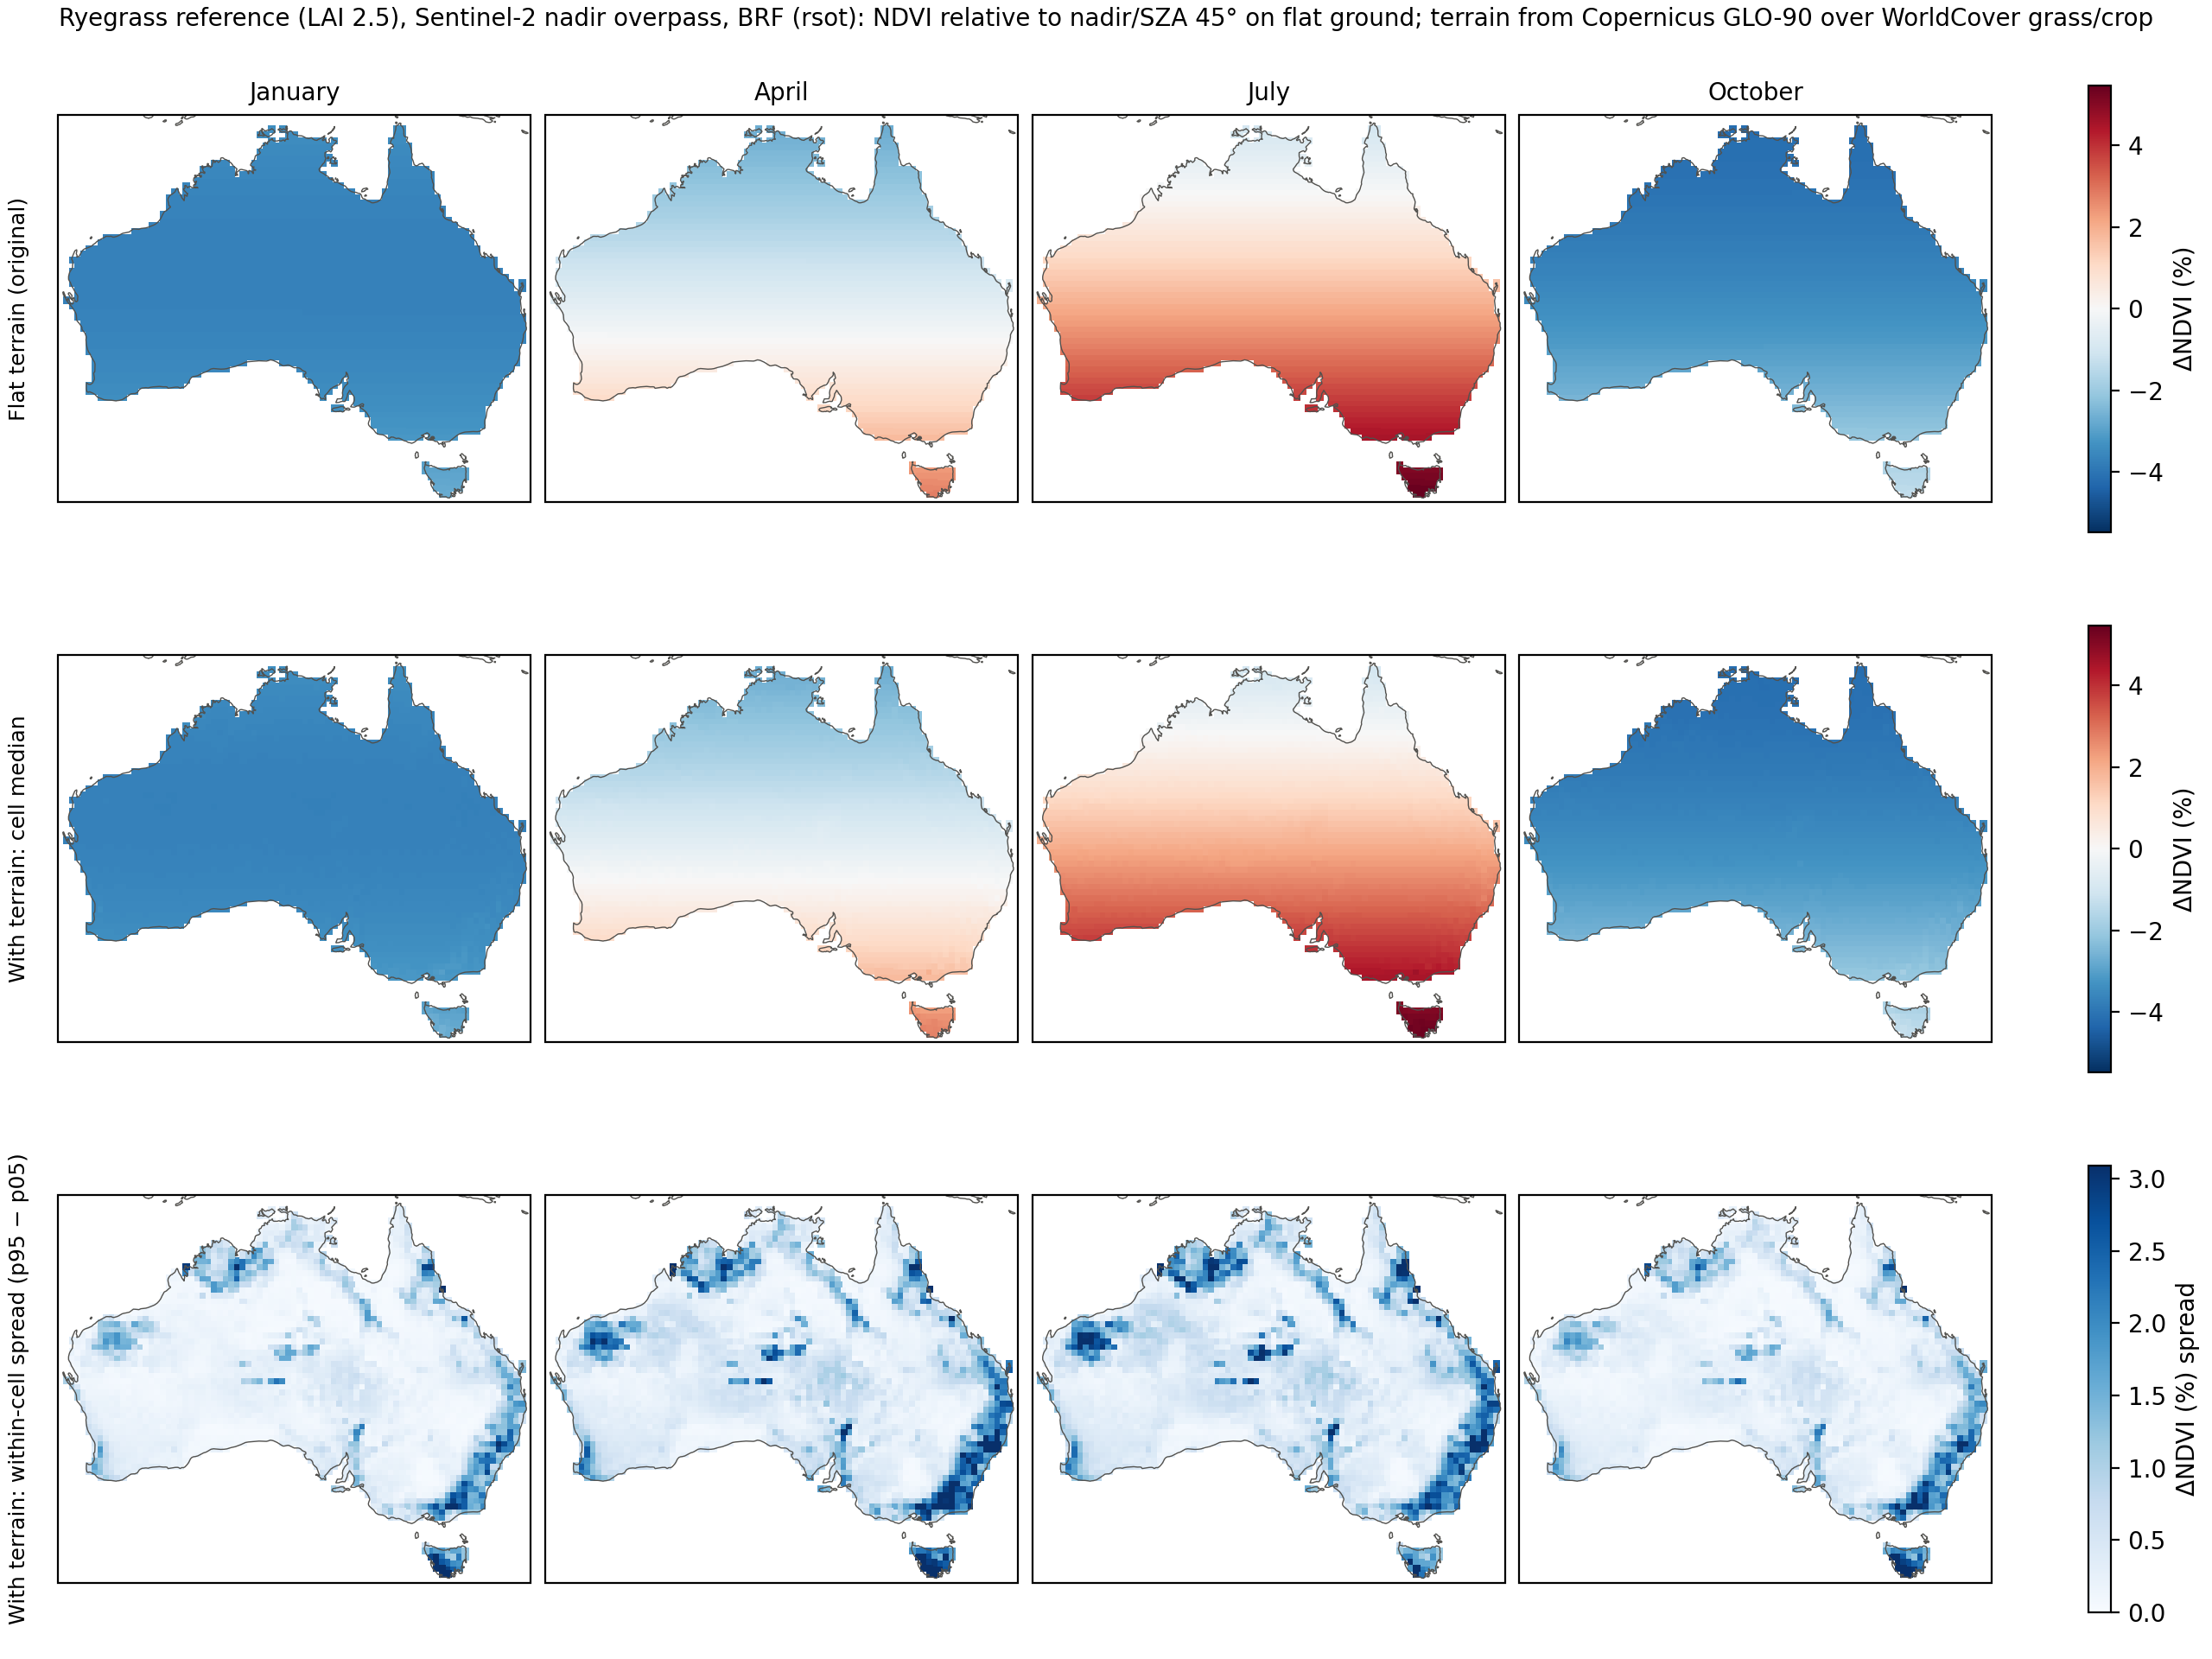 Ryegrass reference (LAI 2.5), Sentinel-2 nadir overpass, BRF (rsot): NDVI relative to nadir/SZA 45° on flat ground; terrain from Copernicus GLO-90 over WorldCover grass/crop
January
April
July
October
Flat terrain (original)
4
2
0
−2
−4
ΔNDVI (%)
With terrain: cell median
4
2
0
−2
−4
ΔNDVI (%)
With terrain: within-cell spread (p95 − p05)
3.0
2.5
2.0
1.5
1.0
0.5
0.0
ΔNDVI (%) spread